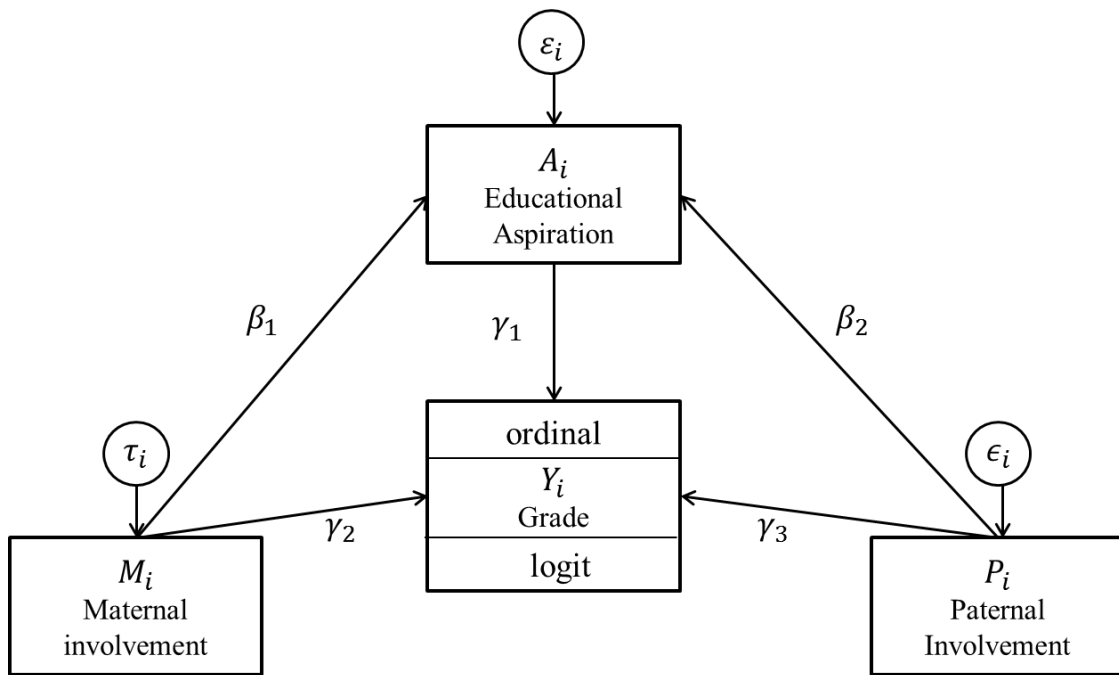 εᵢ
Aᵢ
Educational
Aspiration
β₁
γ₁
β₂
τᵢ
ordinal
Yᵢ
Grade
logit
ϵᵢ
γ₂
γ₃
Mᵢ
Maternal
involvement
Pᵢ
Paternal
Involvement